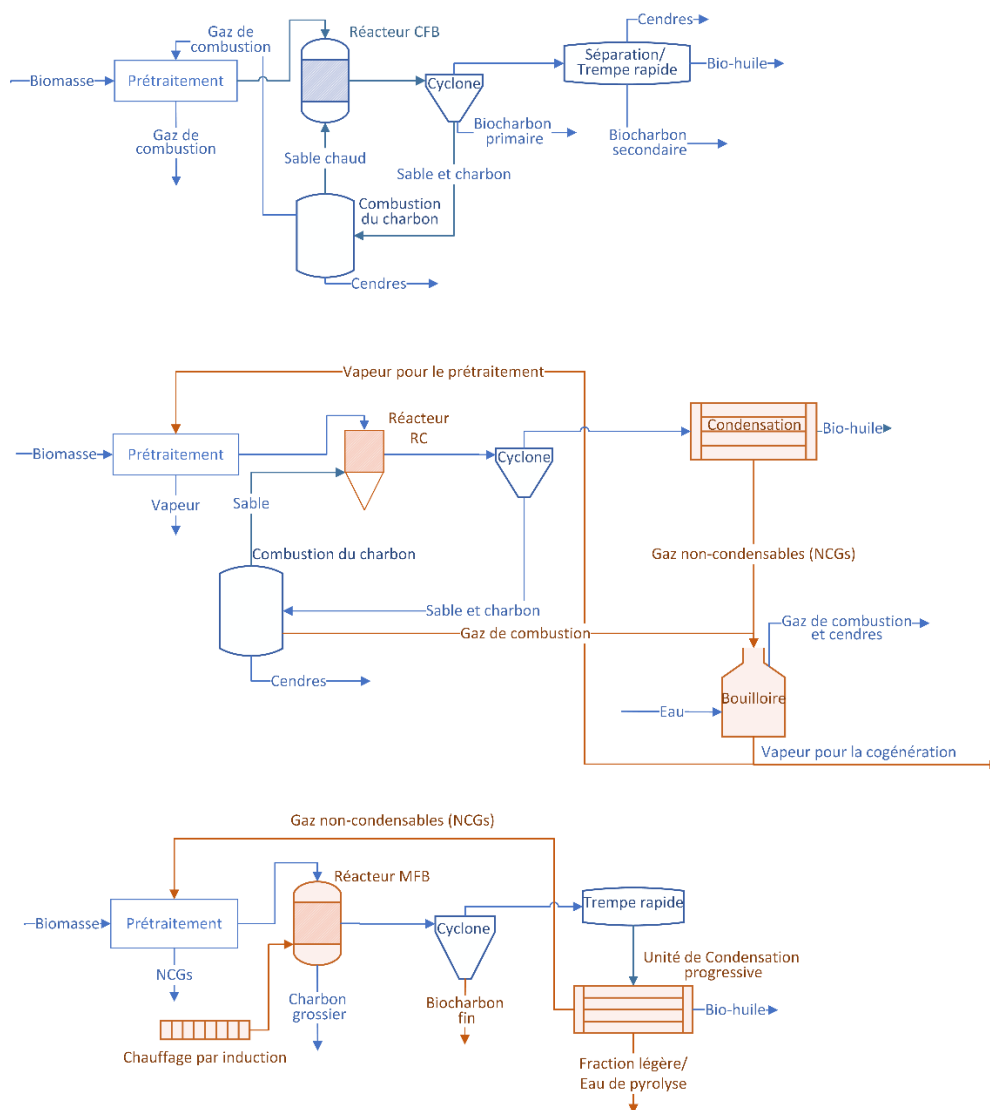 Gaz de
combustion
Réacteur CFB
Cendres
Biomasse
Prétraitement
Cyclone
Séparation/
Trempe rapide
Bio-huile
Gaz de
combustion
Biocharbon
primaire
Biocharbon
secondaire
Sable chaud
Sable et charbon
Combustion
du charbon
Cendres
Vapeur pour le prétraitement
Réacteur
RC
Condensation
Bio-huile
Biomasse
Prétraitement
Cyclone
Vapeur
Sable
Combustion du charbon
Gaz non-condensables (NCGs)
Sable et charbon
Gaz de combustion
Gaz de combustion
et cendres
Cendres
Bouilloire
Eau
Vapeur pour la cogénération
Gaz non-condensables (NCGs)
Réacteur MFB
Trempe rapide
Biomasse
Prétraitement
Cyclone
Unité de Condensation
progressive
NCGs
Charbon
grossier
Biocharbon
fin
Bio-huile
Chauffage par induction
Fraction légère/
Eau de pyrolyse